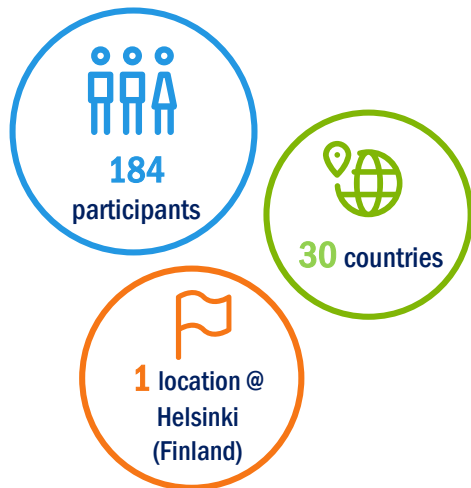 184
participants
30 countries
1 location @
Helsinki
(Finland)